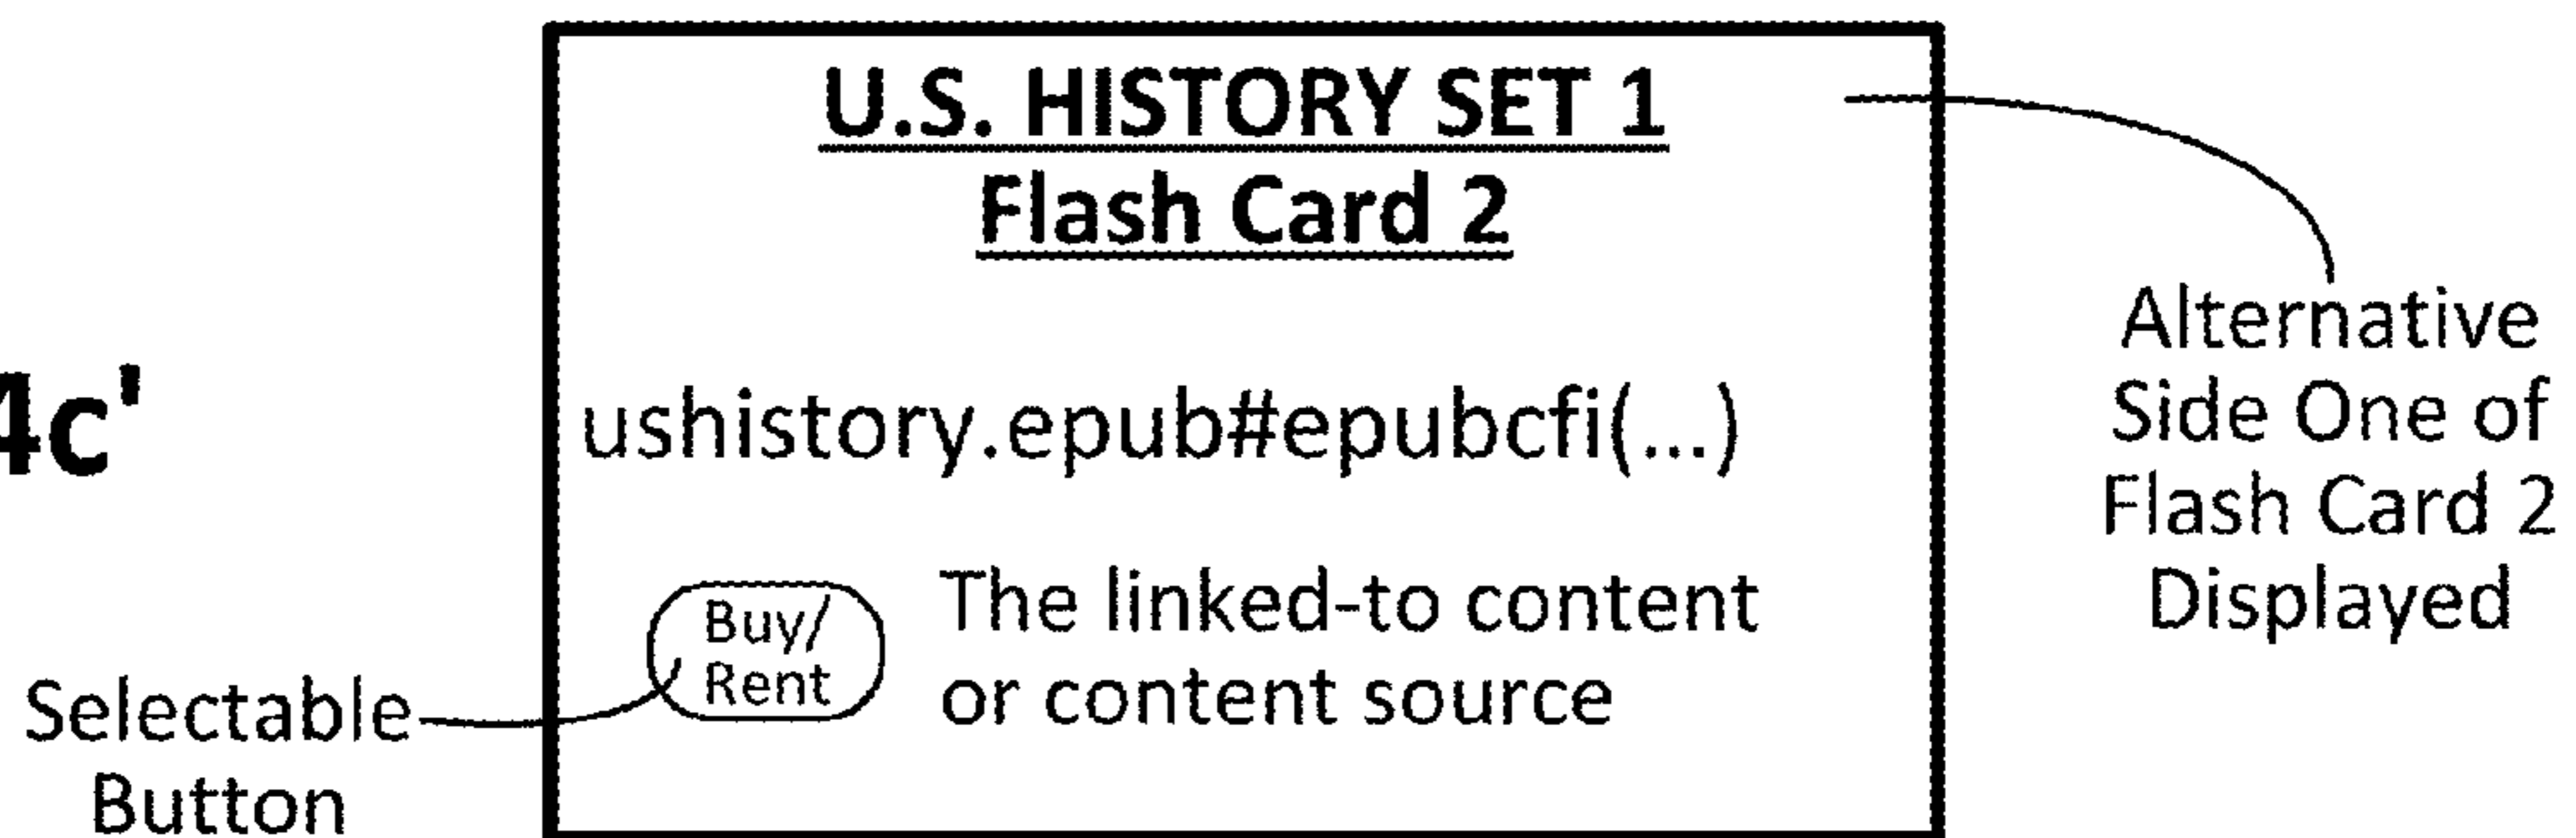 U.S. HISTORY SET 1
Flash Card 2
4c'
ushistory.epub#epubcfi(...)
Buy/
Rent
The linked-to content
or content source
Selectable
Button
Alternative
Side One of
Flash Card 2
Displayed